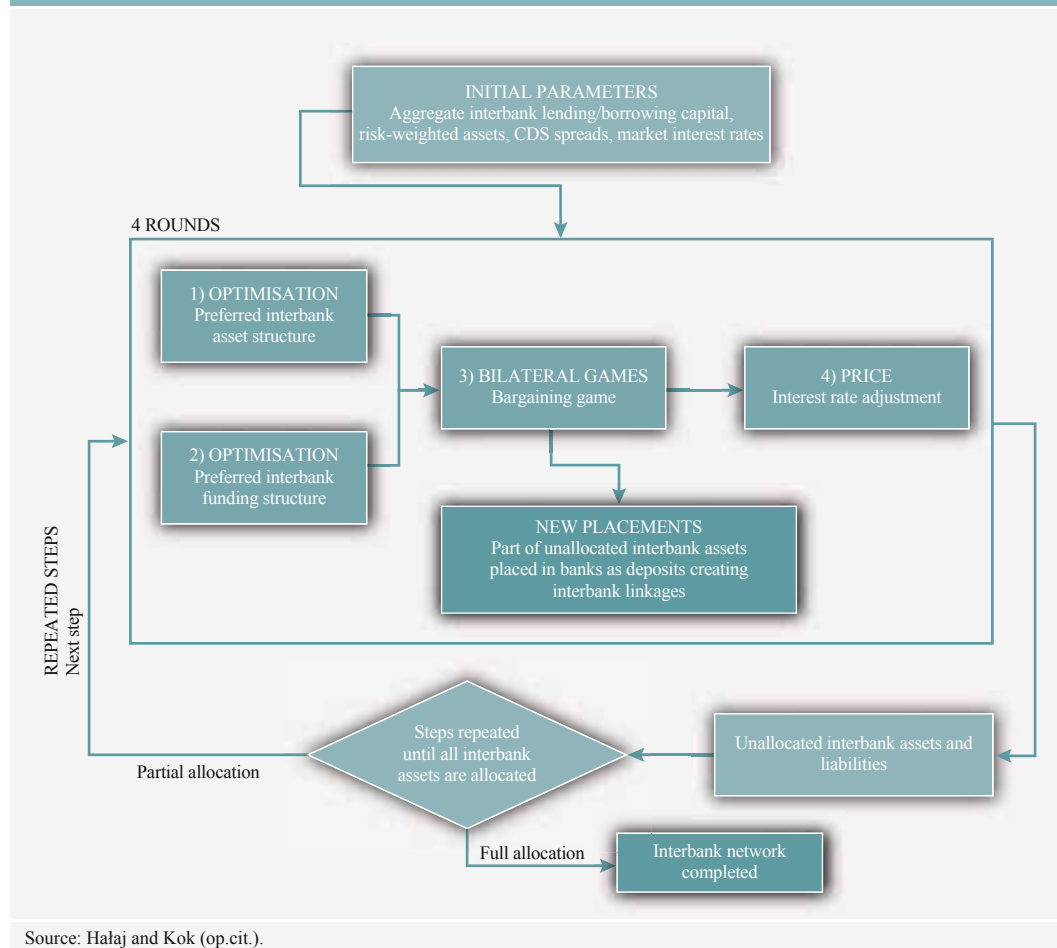 INITIAL PARAMETERS
Aggregate interbank lending/borrowing capital,
risk-weighted assets, CDS spreads, market interest rates
4 ROUNDS
1) OPTIMISATION
Preferred interbank
asset structure
2) OPTIMISATION
Preferred interbank
funding structure
3) BILATERAL GAMES
Bargaining game
4) PRICE
Interest rate adjustment
NEW PLACEMENTS
Part of unallocated interbank assets
placed in banks as deposits creating
interbank linkages
REPEATED STEPS
Next step
Steps repeated
until all interbank
assets are allocated
Unallocated interbank assets and
liabilities
Partial allocation
Full allocation
Interbank network
completed
Source: Hałaj and Kok (op.cit.).